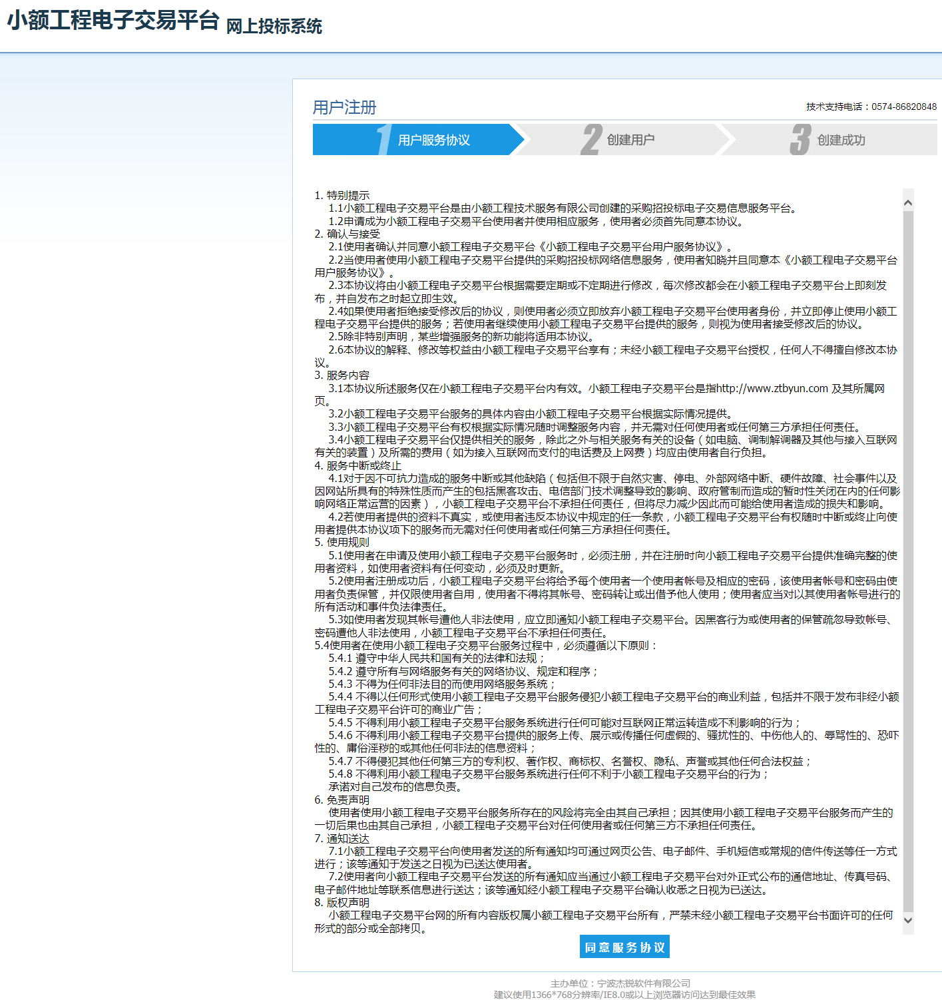 小额工程电子交易平台 网上投标系统
用户注册
技术支持电话：0574-86820848
1 用户服务协议
2 创建用户
3 创建成功
1. 特别提示
1.1小额工程电子交易平台是由小额工程技术服务有限公司创建的采购招投标电子交易信息服务平台。
1.2申请成为小额工程电子交易平台使用者并使用相应服务，使用者必须首先同意本协议。
2. 确认与接受
2.1使用者确认并同意小额工程电子交易平台《小额工程电子交易平台用户服务协议》。
2.2当使用者使用小额工程电子交易平台提供的采购招投标网络信息服务，使用者知晓并且同意本《小额工程电子交易平台
用户服务协议》。
2.3本协议将由小额工程电子交易平台根据需要定期或不定期进行修改，每次修改都会在小额工程电子交易平台上即刻发
布，并自发布之时起立即生效。
2.4如果使用者拒绝接受修改后的协议，则使用者必须立即放弃小额工程电子交易平台使用者身份，并立即停止使用小额工
程电子交易平台提供的服务；若使用者继续使用小额工程电子交易平台提供的服务，则视为使用者接受修改后的协议。
2.5除非特别声明，某些增强服务的新功能将适用本协议。
2.6本协议的解释、修改等权益由小额工程电子交易平台享有；未经小额工程电子交易平台授权，任何人不得擅自修改本协
议。
3. 服务内容
3.1本协议所述服务仅在小额工程电子交易平台内有效。小额工程电子交易平台是指http://www.ztbyun.com 及其所属网
页。
3.2小额工程电子交易平台服务的具体内容由小额工程电子交易平台根据实际情况提供。
3.3小额工程电子交易平台有权根据实际情况随时调整服务内容，并无需对任何使用者或任何第三方承担任何责任。
3.4小额工程电子交易平台仅提供相关的服务，除此之外与相关服务有关的设备（如电脑、调制解调器及其他与接入互联网
有关的装置）及所需的费用（如为接入互联网而支付的电话费及上网费）均应由使用者自行负担。
4. 服务中断或终止
4.1对于因不可抗力造成的服务中断或其他缺陷（包括但不限于自然灾害、停电、外部网络中断、硬件故障、社会事件以及
因网站所具有的特殊性质而产生的包括黑客攻击、电信部门技术调整导致的影响、政府管制而造成的暂时性关闭在内的任何影
响网络正常运营的因素），小额工程电子交易平台不承担任何责任，但将尽力减少因此而可能给使用者造成的损失和影响。
4.2若使用者提供的资料不真实，或使用者违反本协议中规定的任一条款，小额工程电子交易平台有权随时中断或终止向使
用者提供本协议项下的服务而无需对任何使用者或任何第三方承担任何责任。
5. 使用规则
5.1使用者在申请及使用小额工程电子交易平台服务时，必须注册，并在注册时向小额工程电子交易平台提供准确完整的使
用者资料，如使用者资料有任何变动，必须及时更新。
5.2使用者注册成功后，小额工程电子交易平台将给予每个使用者一个使用者帐号及相应的密码，该使用者帐号和密码由使
用者负责保管，并仅限使用者自用，使用者不得将其帐号、密码转让或出借予他人使用；使用者应当对以其使用者帐号进行的
所有活动和事件负法律责任。
5.3如使用者发现其帐号遭他人非法使用，应立即通知小额工程电子交易平台。因黑客行为或使用者的保管疏忽导致帐号、
密码遭他人非法使用，小额工程电子交易平台不承担任何责任。
5.4使用者在使用小额工程电子交易平台服务过程中，必须遵循以下原则：
5.4.1 遵守中华人民共和国有关的法律和法规；
5.4.2 遵守所有与网络服务有关的网络协议、规定和程序；
5.4.3 不得为任何非法目的而使用网络服务系统；
5.4.4 不得以任何形式使用小额工程电子交易平台服务侵犯小额工程电子交易平台的商业利益，包括并不限于发布非经小额
工程电子交易平台许可的商业广告；
5.4.5 不得利用小额工程电子交易平台服务系统进行任何可能对互联网正常运转造成不利影响的行为；
5.4.6 不得利用小额工程电子交易平台提供的服务上传、展示或传播任何虚假的、骚扰性的、中伤他人的、辱骂性的、恐吓
性的、庸俗淫秽的或其他任何非法的信息资料；
5.4.7 不得侵犯其他任何第三方的专利权、著作权、商标权、名誉权、隐私、声誉或其他任何合法权益；
5.4.8 不得利用小额工程电子交易平台服务系统进行任何不利于小额工程电子交易平台的行为；
承诺对自己发布的信息负责。
6. 免责声明
使用者使用小额工程电子交易平台服务所存在的风险将完全由其自己承担；因其使用小额工程电子交易平台服务而产生的
一切后果也由其自己承担，小额工程电子交易平台对任何使用者或任何第三方不承担任何责任。
7. 通知送达
7.1小额工程电子交易平台向使用者发送的所有通知均可通过网页公告、电子邮件、手机短信或常规的信件传送等任一方式
进行；该等通知于发送之日视为已送达使用者。
7.2使用者向小额工程电子交易平台发送的所有通知应当通过小额工程电子交易平台对外正式公布的通信地址、传真号码、
电子邮件地址等联系信息进行送达；该等通知经小额工程电子交易平台确认收悉之日视为已送达。
8. 版权声明
小额工程电子交易平台网的所有内容版权属小额工程电子交易平台所有，严禁未经小额工程电子交易平台书面许可的任何
形式的部分或全部拷贝。
同意服务协议
主办单位：宁波杰锐软件有限公司
建议使用1366*768分辨率/IE8.0或以上浏览器访问达到最佳效果